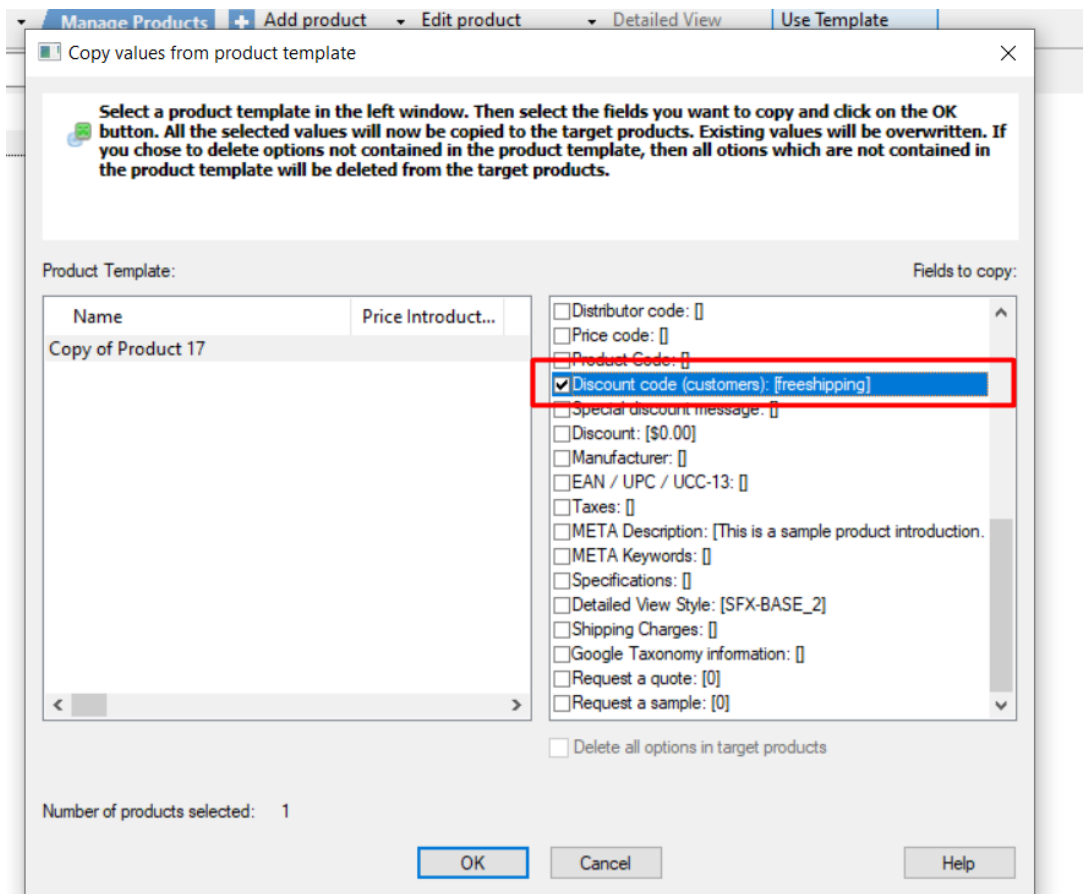 Manage Products Add product Edit product Detailed View Use Template
Copy values from product template
Select a product template in the left window. Then select the fields you want to copy and click on the OK
button. All the selected values will now be copied to the target products. Existing values will be overwritten. If
you chose to delete options not contained in the product template, then all otions which are not contained in
the product template will be deleted from the target products.
Product Template: Fields to copy:
Name Price Introduct...
Copy of Product 17
Distributor code: []
Price code: []
Product Code: []
Discount code (customers): [freeshipping]
Special discount message: []
Discount: [$0.00]
Manufacturer: []
EAN / UPC / UCC-13: []
Taxes: []
META Description: [This is a sample product introduction.
META Keywords: []
Specifications: []
Detailed View Style: [SFX-BASE_2]
Shipping Charges: []
Google Taxonomy information: []
Request a quote: [0]
Request a sample: [0]
Delete all options in target products
Number of products selected: 1
OK Cancel Help